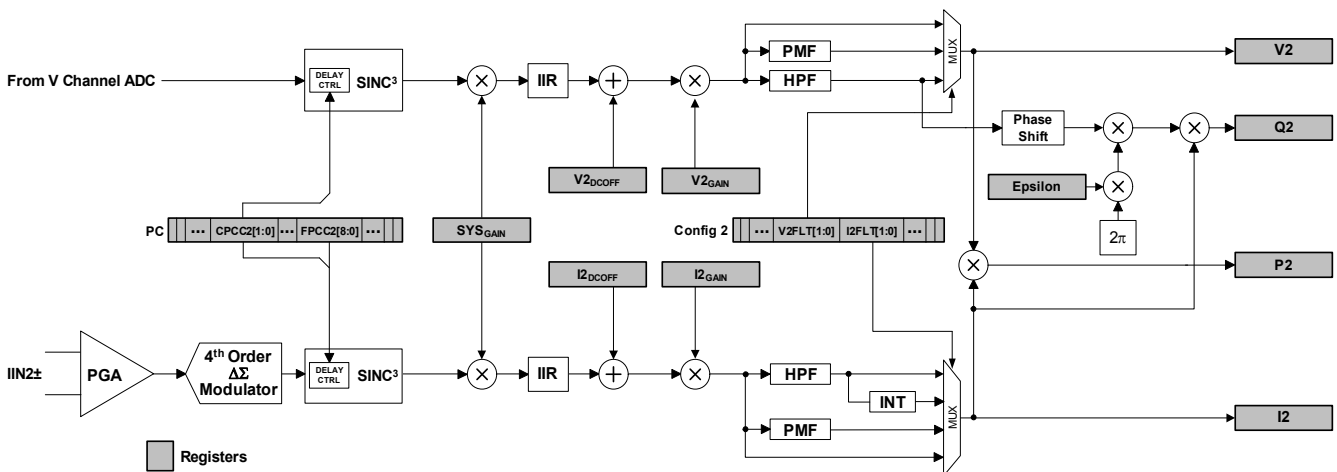 PMF
V2
From V Channel ADC
DELAY CTRL
SINC³
IIR
HPF
MUX
Phase Shift
Q2
V2DCOFF
V2GAIN
Epsilon
PC
... CPCC2[1:0] ... FPCC2[8:0] ...
SYSGAIN
Config 2
... V2FLT[1:0] I2FLT[1:0] ...
2π
P2
I2DCOFF
I2GAIN
IIN2±
PGA
4th Order ΔΣ Modulator
DELAY CTRL
SINC³
IIR
HPF
INT
PMF
MUX
I2
Registers